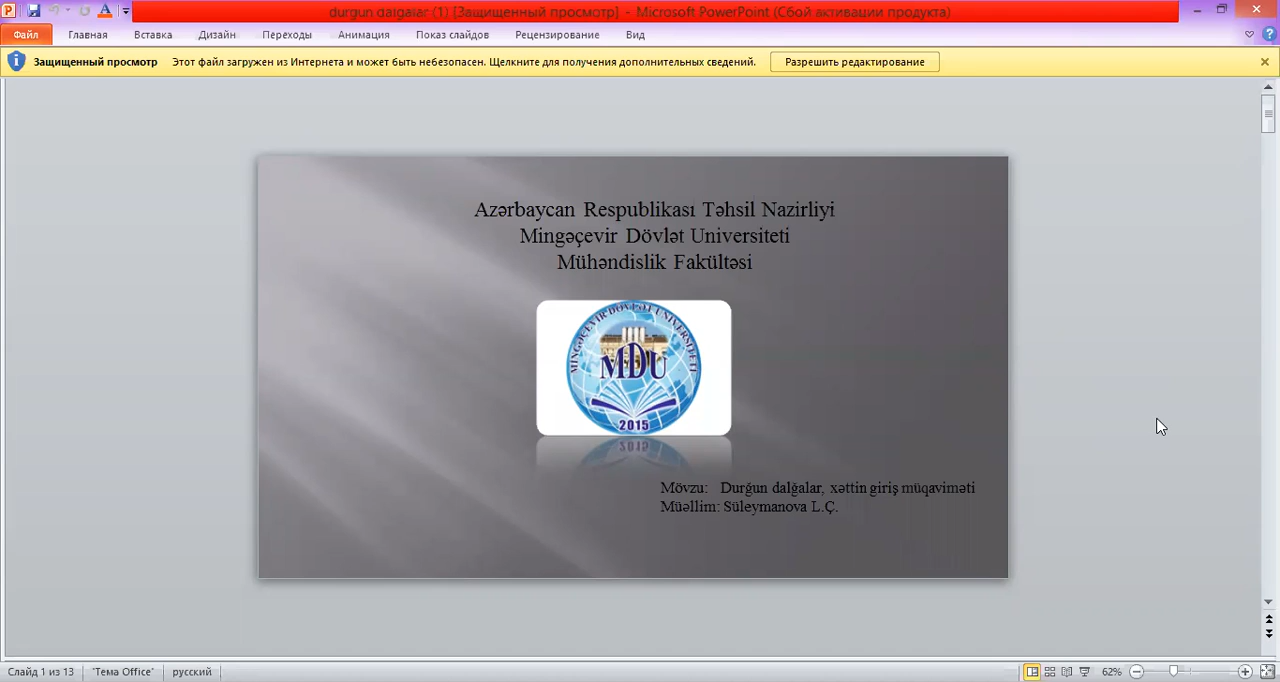 durgun dalgalar (1) [Защищенный просмотр] - Microsoft PowerPoint (Сбой активации продукта)
Файл Главная Вставка Дизайн Переходы Анимация Показ слайдов Рецензирование Вид
Защищенный просмотр Этот файл загружен из Интернета и может быть небезопасен. Щелкните для получения дополнительных сведений. Разрешить редактирование
Azərbaycan Respublikası Təhsil Nazirliyi
Mingəçevir Dövlət Universiteti
Mühəndislik Fakültəsi
MINGƏÇEVIR DÖVLƏT UNIVERSITETI
MDU
2015
Mövzu: Durğun dalğalar, xəttin giriş müqaviməti
Müəllim: Süleymanova L.Ç.
Слайд 1 из 13 "Тема Office" русский 62%